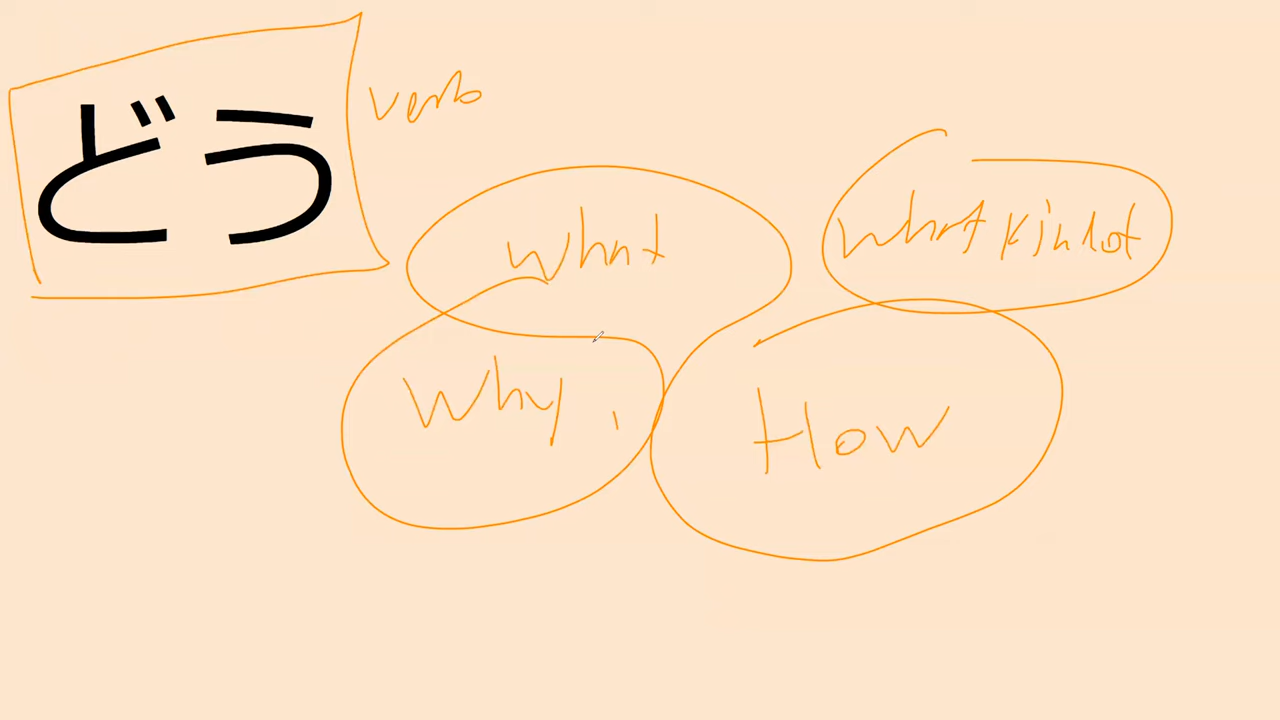 どう
verb
what
what kind of
Why,
How